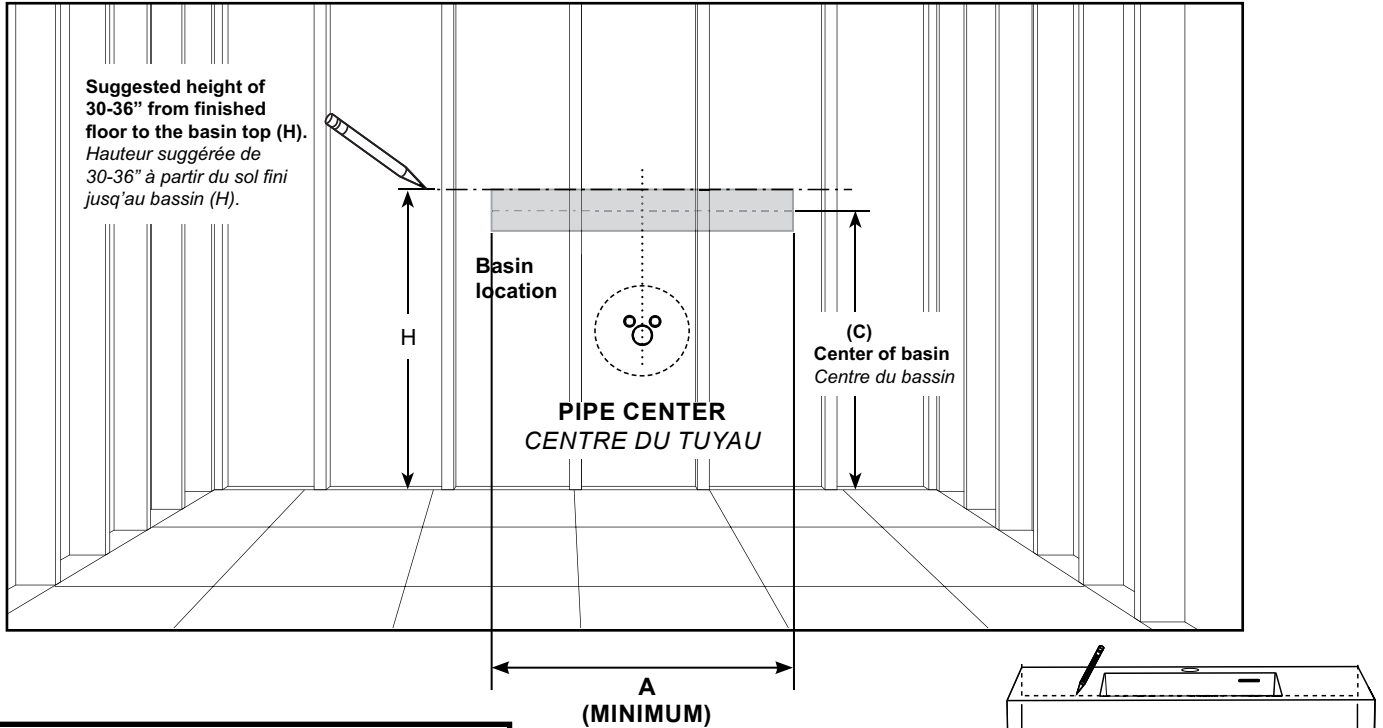 Suggested height of
30-36” from finished
floor to the basin top (H).
Hauteur suggérée de
30-36” à partir du sol fini
jusq’au bassin (H).
H
Basin
location
(C)
Center of basin
Centre du bassin
PIPE CENTER
CENTRE DU TUYAU
A
(MINIMUM)